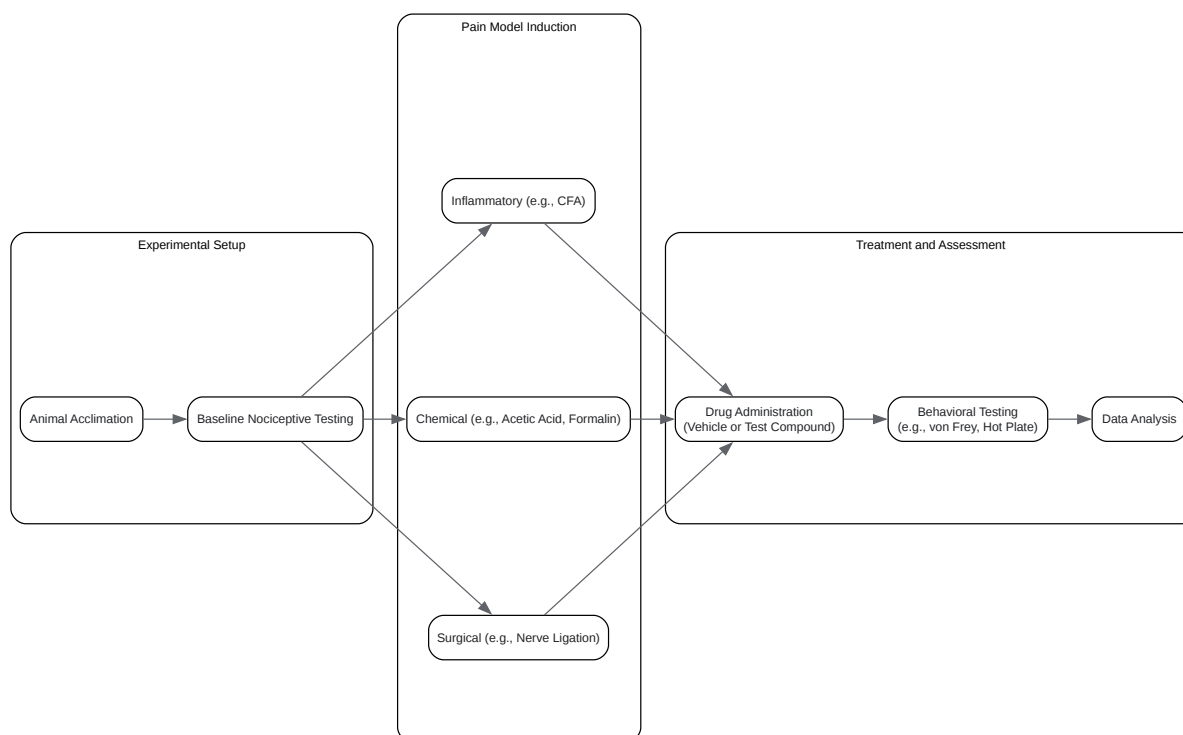 Pain Model Induction
Inflammatory (e.g., CFA)
Experimental Setup
Treatment and Assessment
Animal Acclimation
Baseline Nociceptive Testing
Chemical (e.g., Acetic Acid, Formalin)
Drug Administration
(Vehicle or Test Compound)
Behavioral Testing
(e.g., von Frey, Hot Plate)
Data Analysis
Surgical (e.g., Nerve Ligation)